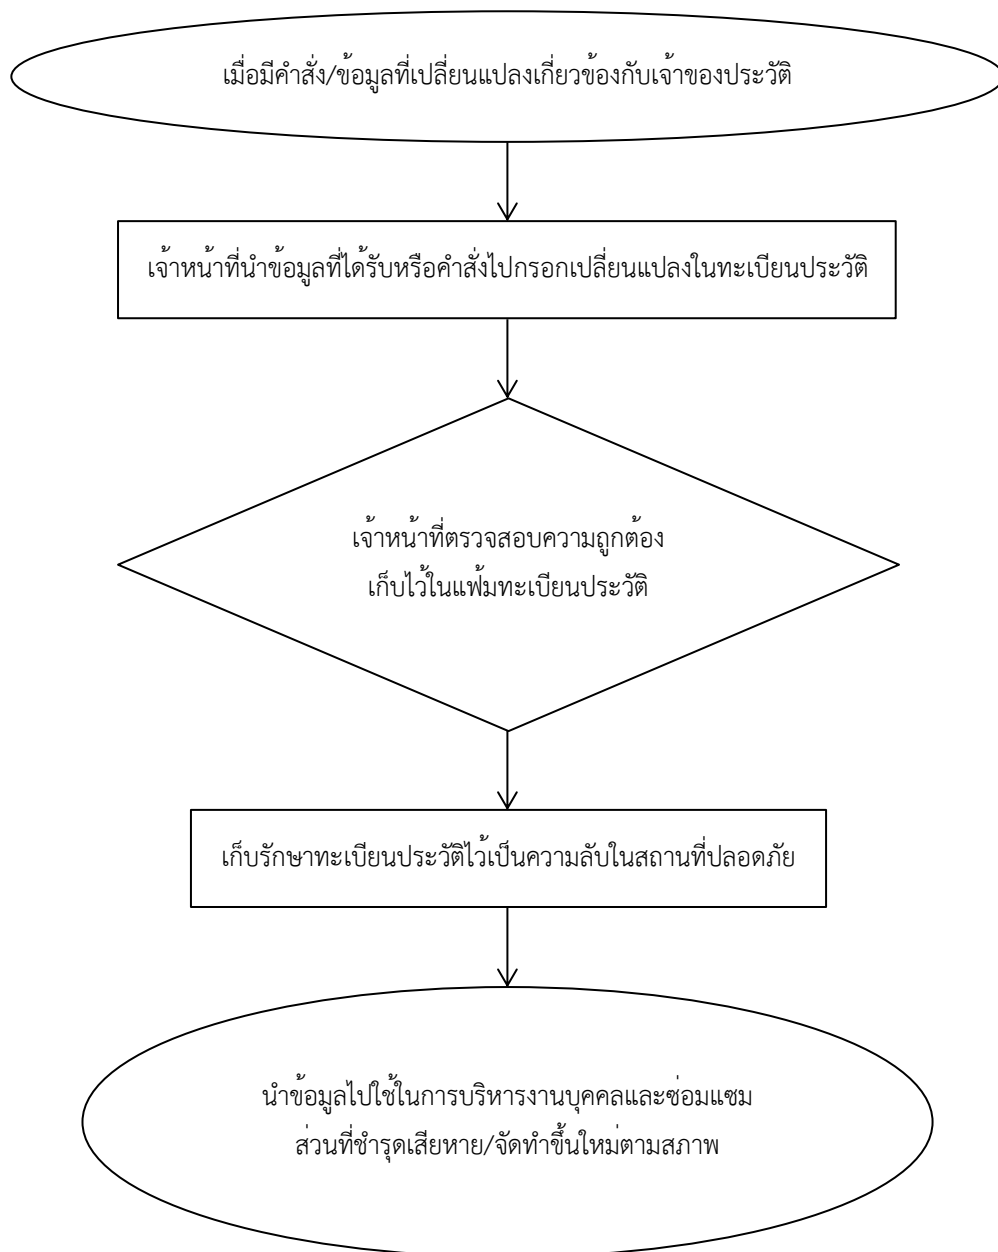 เมื่อมีคำสั่ง/ข้อมูลที่เปลี่ยนแปลงเกี่ยวข้องกับเจ้าของประวัติ
เจ้าหน้าที่นำข้อมูลที่ได้รับหรือคำสั่งไปกรอกเปลี่ยนแปลงในทะเบียนประวัติ
เจ้าหน้าที่ตรวจสอบความถูกต้อง
เก็บไว้ในแฟ้มทะเบียนประวัติ
เก็บรักษาทะเบียนประวัติไว้เป็นความลับในสถานที่ปลอดภัย
นำข้อมูลไปใช้ในการบริหารงานบุคคลและซ่อมแซม
ส่วนที่ชำรุดเสียหาย/จัดทำขึ้นใหม่ตามสภาพ